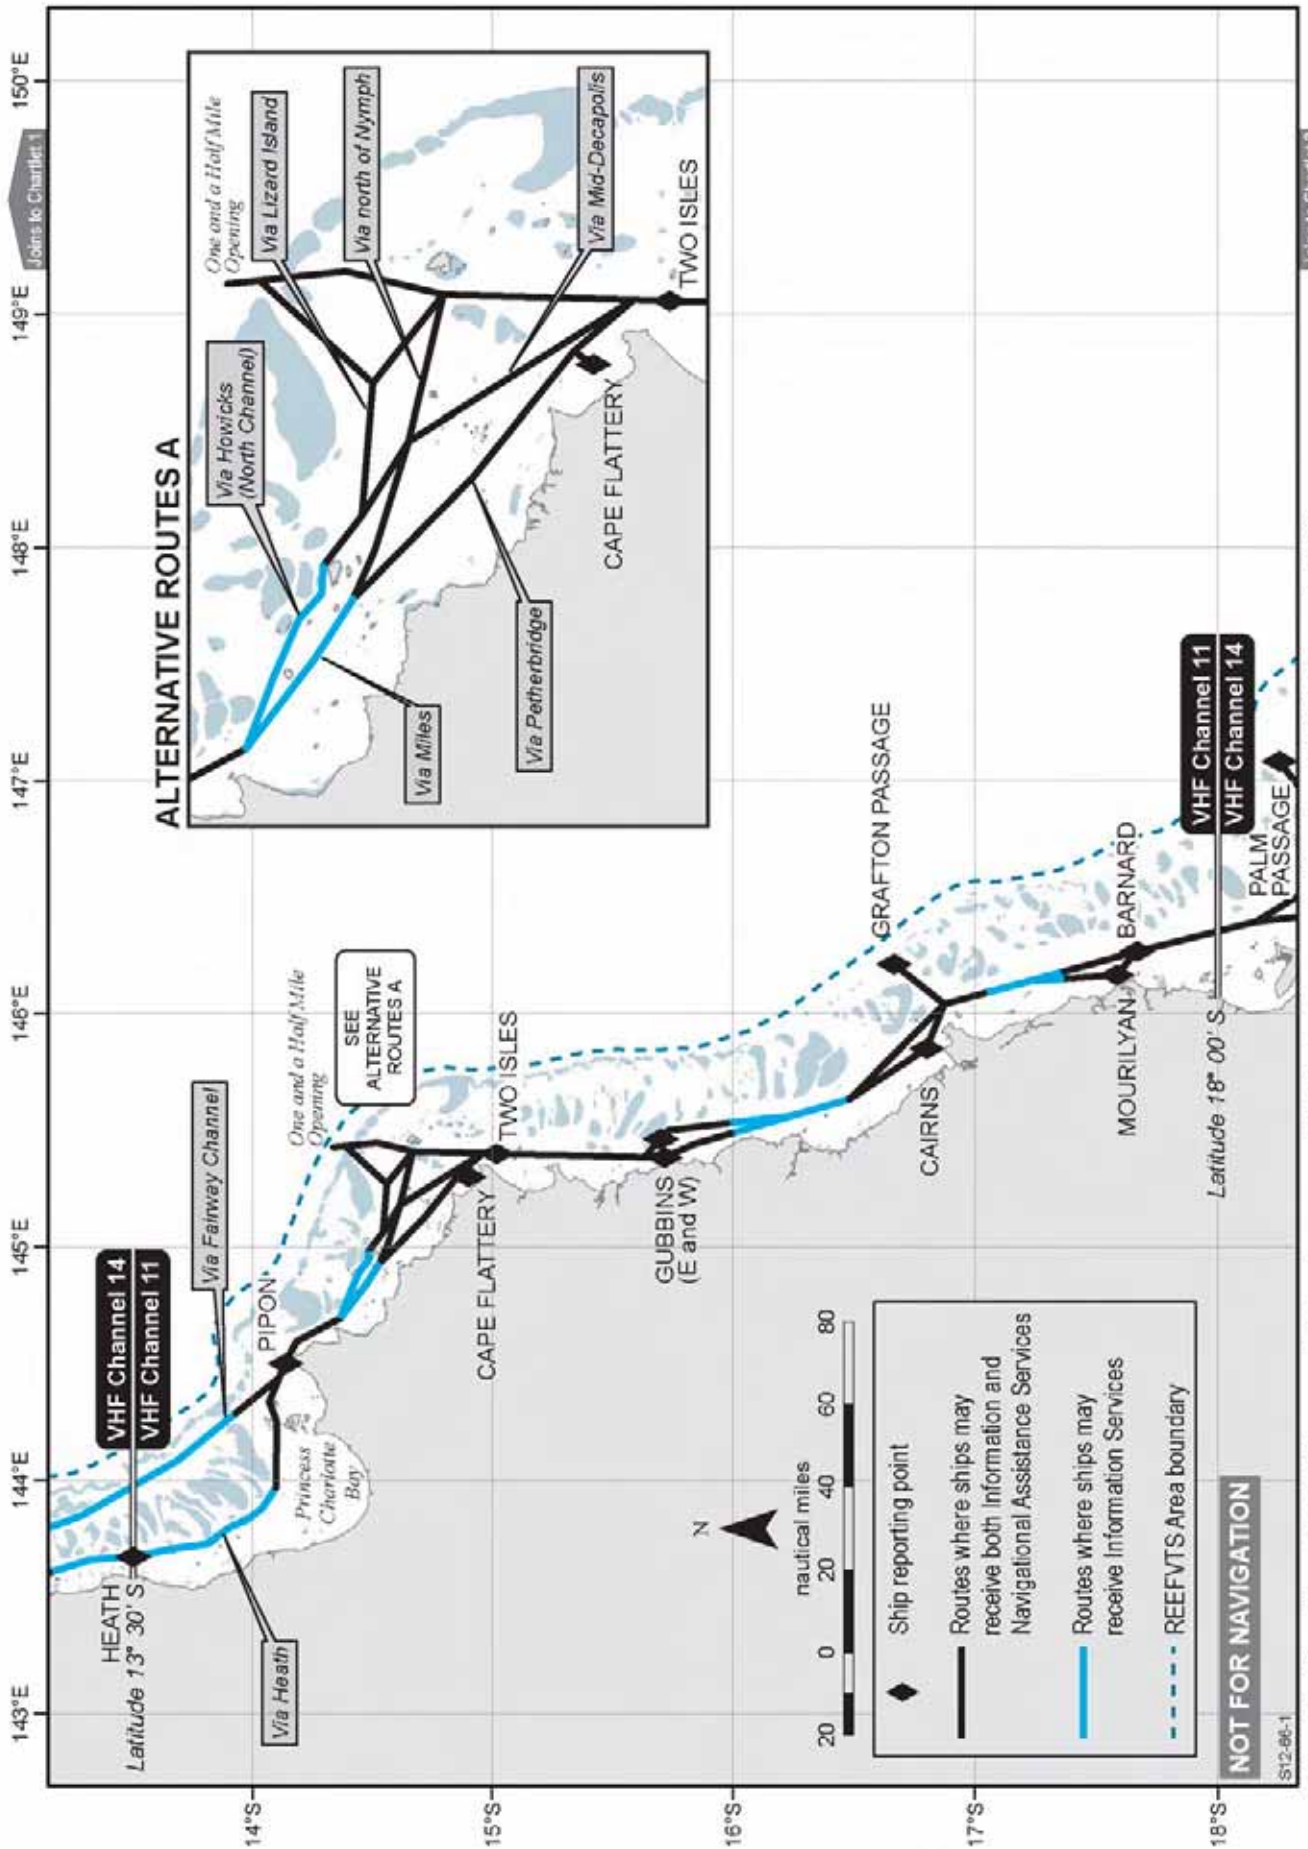 143°E
144°E
145°E
146°E
147°E
148°E
149°E
150°E
Joins to Chartlet 1
14°S
15°S
16°S
17°S
18°S
VHF Channel 14
VHF Channel 11
HEATH
Latitude 13° 30' S
Via Heath
Via Fairway Channel
PIPON
Princess
Charlotte
Bay
One and a Half Mile
Opening
SEE
ALTERNATIVE
ROUTES A
CAPE FLATTERY
TWO ISLES
GUBBINS
(E and W)
CAIRNS
GRAFTON PASSAGE
MOURILYAN
BARNARD
Latitude 18° 00' S
VHF Channel 11
VHF Channel 14
PALM
PASSAGE
ALTERNATIVE ROUTES A
Via Howicks
(North Channel)
One and a Half Mile
Opening
Via Lizard Island
Via north of Nymph
Via Mid-Decapolis
Via Miles
Via Petherbridge
CAPE FLATTERY
TWO ISLES
N
nautical miles
20 0 20 40 60 80
Ship reporting point
Routes where ships may
receive both Information and
Navigational Assistance Services
Routes where ships may
receive Information Services
REEFVTS Area boundary
NOT FOR NAVIGATION
S12-86-1